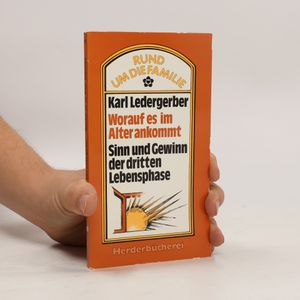 RUND
UM DIE FAMILIE
Karl Ledergerber
Worauf es im
Alter ankommt
Sinn und Gewinn
der dritten
Lebensphase
Herderbücherei